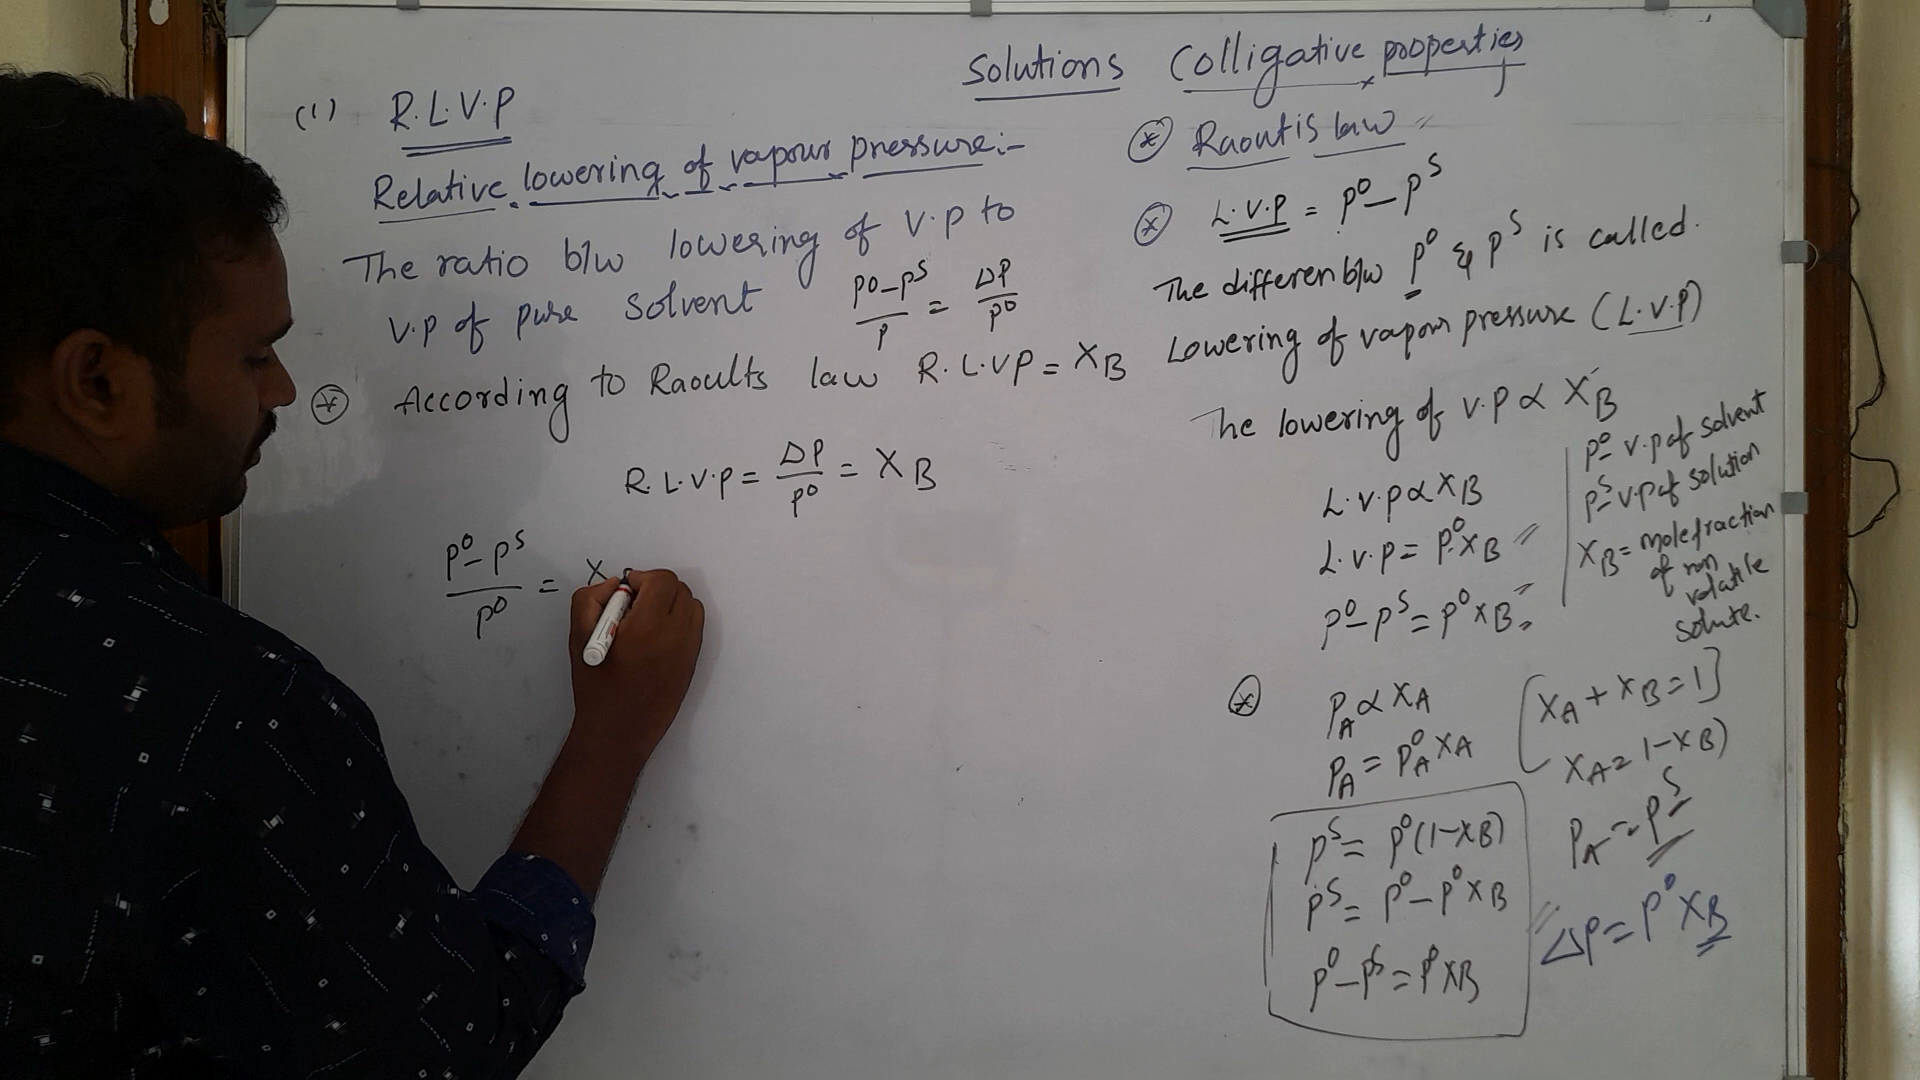 Solutions Colligative properties
(1) R.L.V.P
Relative lowering of vapour pressure:-
The ratio b/w lowering of V.P to
V.P of pure solvent P⁰-Pˢ/P = ΔP/P⁰
* According to Raoults law R.L.VP = XB
R.L.V.P = ΔP/P⁰ = XB
P⁰-Pˢ/P⁰ = X
* Raoutis law
* L.V.P = P⁰-Pˢ
The differen b/w P⁰ & Pˢ is called.
Lowering of vapour pressure (L.V.P)
The lowering of V.P ∝ XB
L.V.P ∝ XB
L.V.P = P⁰XB
P⁰-Pˢ = P⁰XB
P⁰= V.P of solvent
Pˢ= V.P of solution
XB = mole fraction
of non
volatile
solute.
* PA ∝ XA
PA = P⁰A XA
[XA + XB = 1]
XA = 1-XB)
Pˢ = P⁰(1-XB)
Pˢ = P⁰-P⁰XB
P⁰-Pˢ = P⁰XB
PA = Pˢ
ΔP = P⁰XB